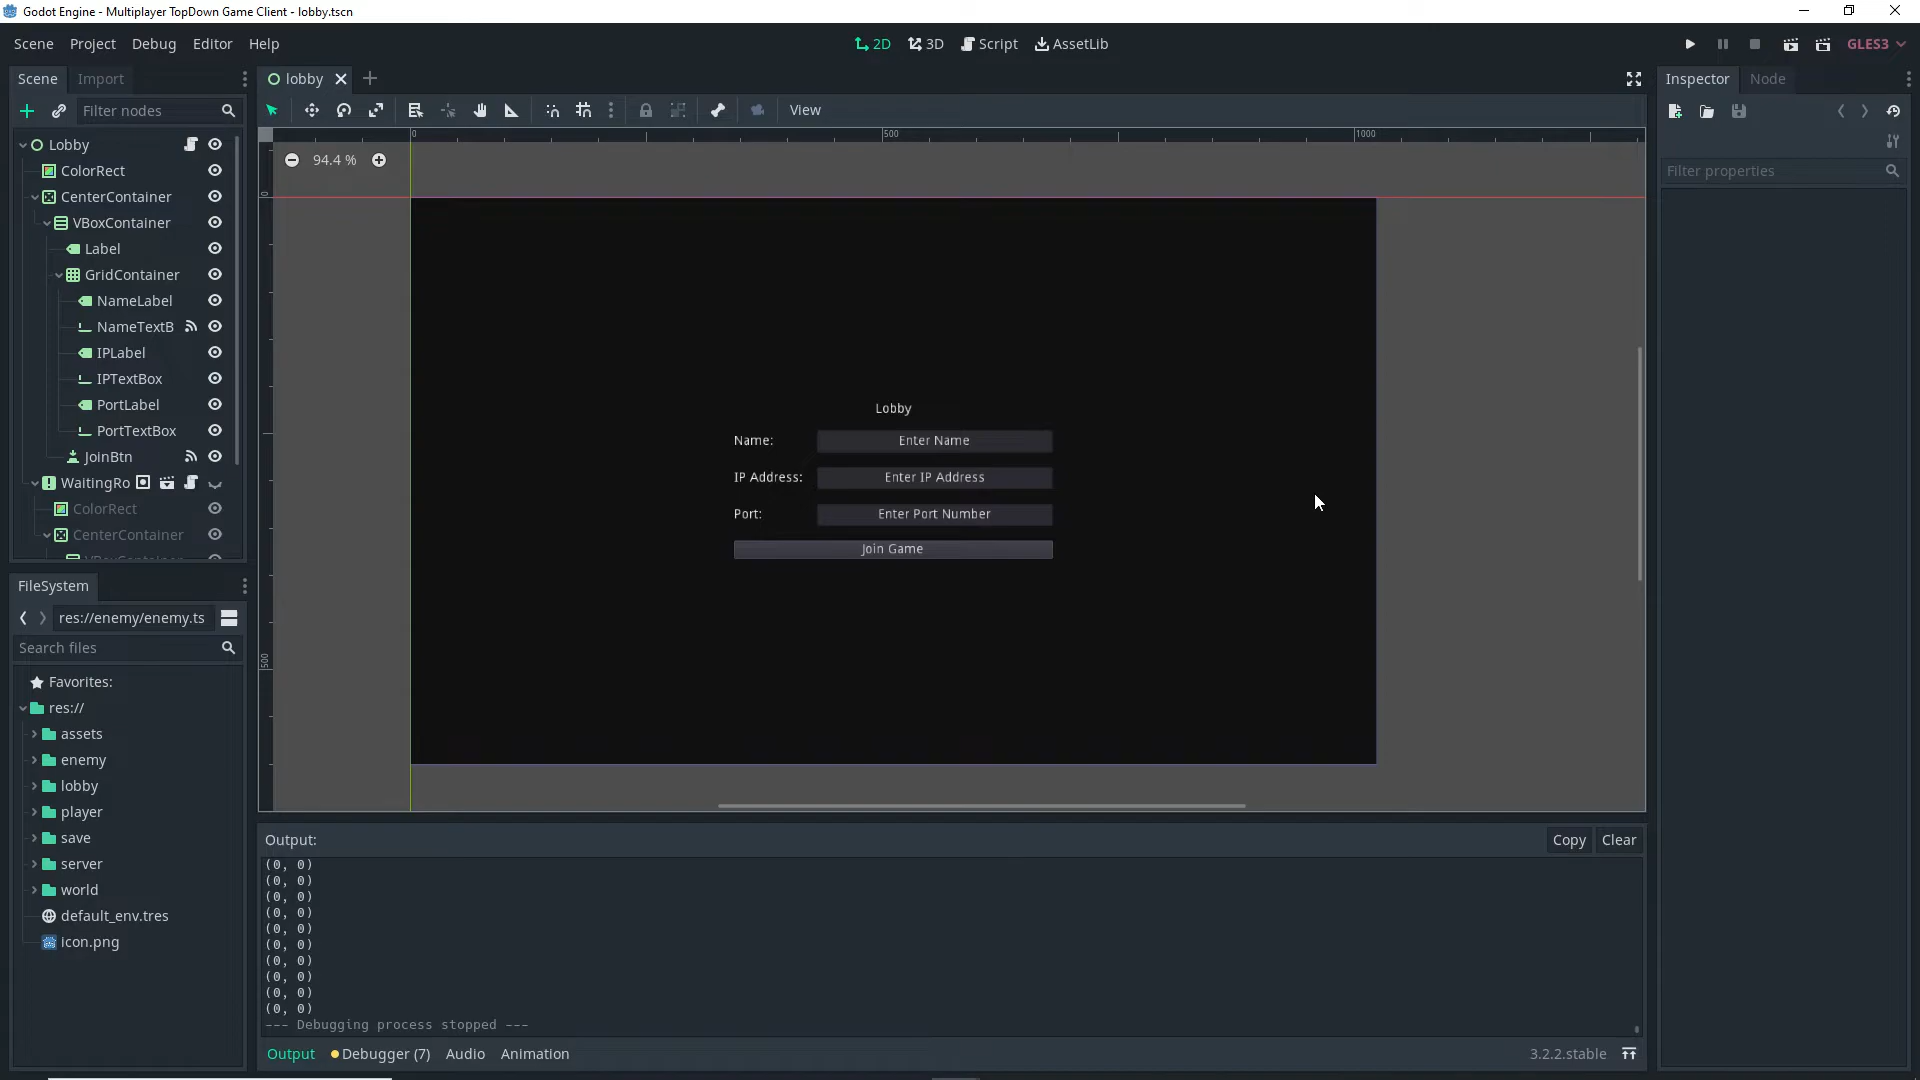 Godot Engine - Multiplayer TopDown Game Client - lobby.tscn
Scene Project Debug Editor Help
2D 3D Script AssetLib
GLES3
Scene Import
lobby
Inspector Node
Filter nodes
View
Filter properties
94.4 %
0 500 1000
0
500
Lobby
ColorRect
CenterContainer
VBoxContainer
Label
GridContainer
NameLabel
NameTextB
IPLabel
IPTextBox
PortLabel
PortTextBox
JoinBtn
WaitingRo
ColorRect
CenterContainer
VBoxContainer
Lobby
Name: Enter Name
IP Address: Enter IP Address
Port: Enter Port Number
Join Game
FileSystem
res://enemy/enemy.ts
Search files
Favorites:
res://
assets
enemy
lobby
player
save
server
world
default_env.tres
icon.png
Output: Copy Clear
(0, 0)
(0, 0)
(0, 0)
(0, 0)
(0, 0)
(0, 0)
(0, 0)
(0, 0)
(0, 0)
(0, 0)
--- Debugging process stopped ---
Output Debugger (7) Audio Animation 3.2.2.stable